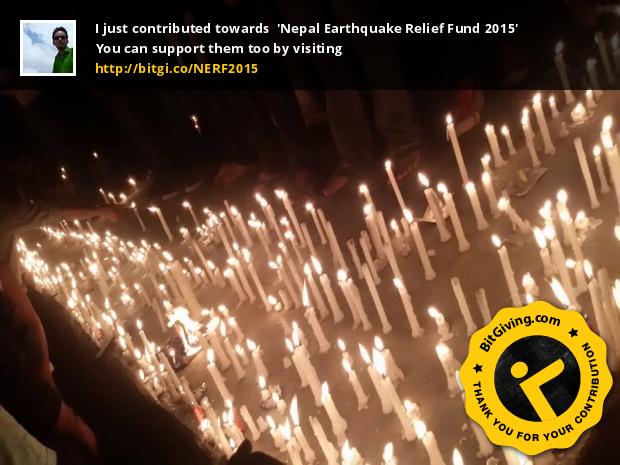 I just contributed towards 'Nepal Earthquake Relief Fund 2015'
You can support them too by visiting
http://bitgi.co/NERF2015
BitGiving.com
THANK YOU FOR YOUR CONTRIBUTION